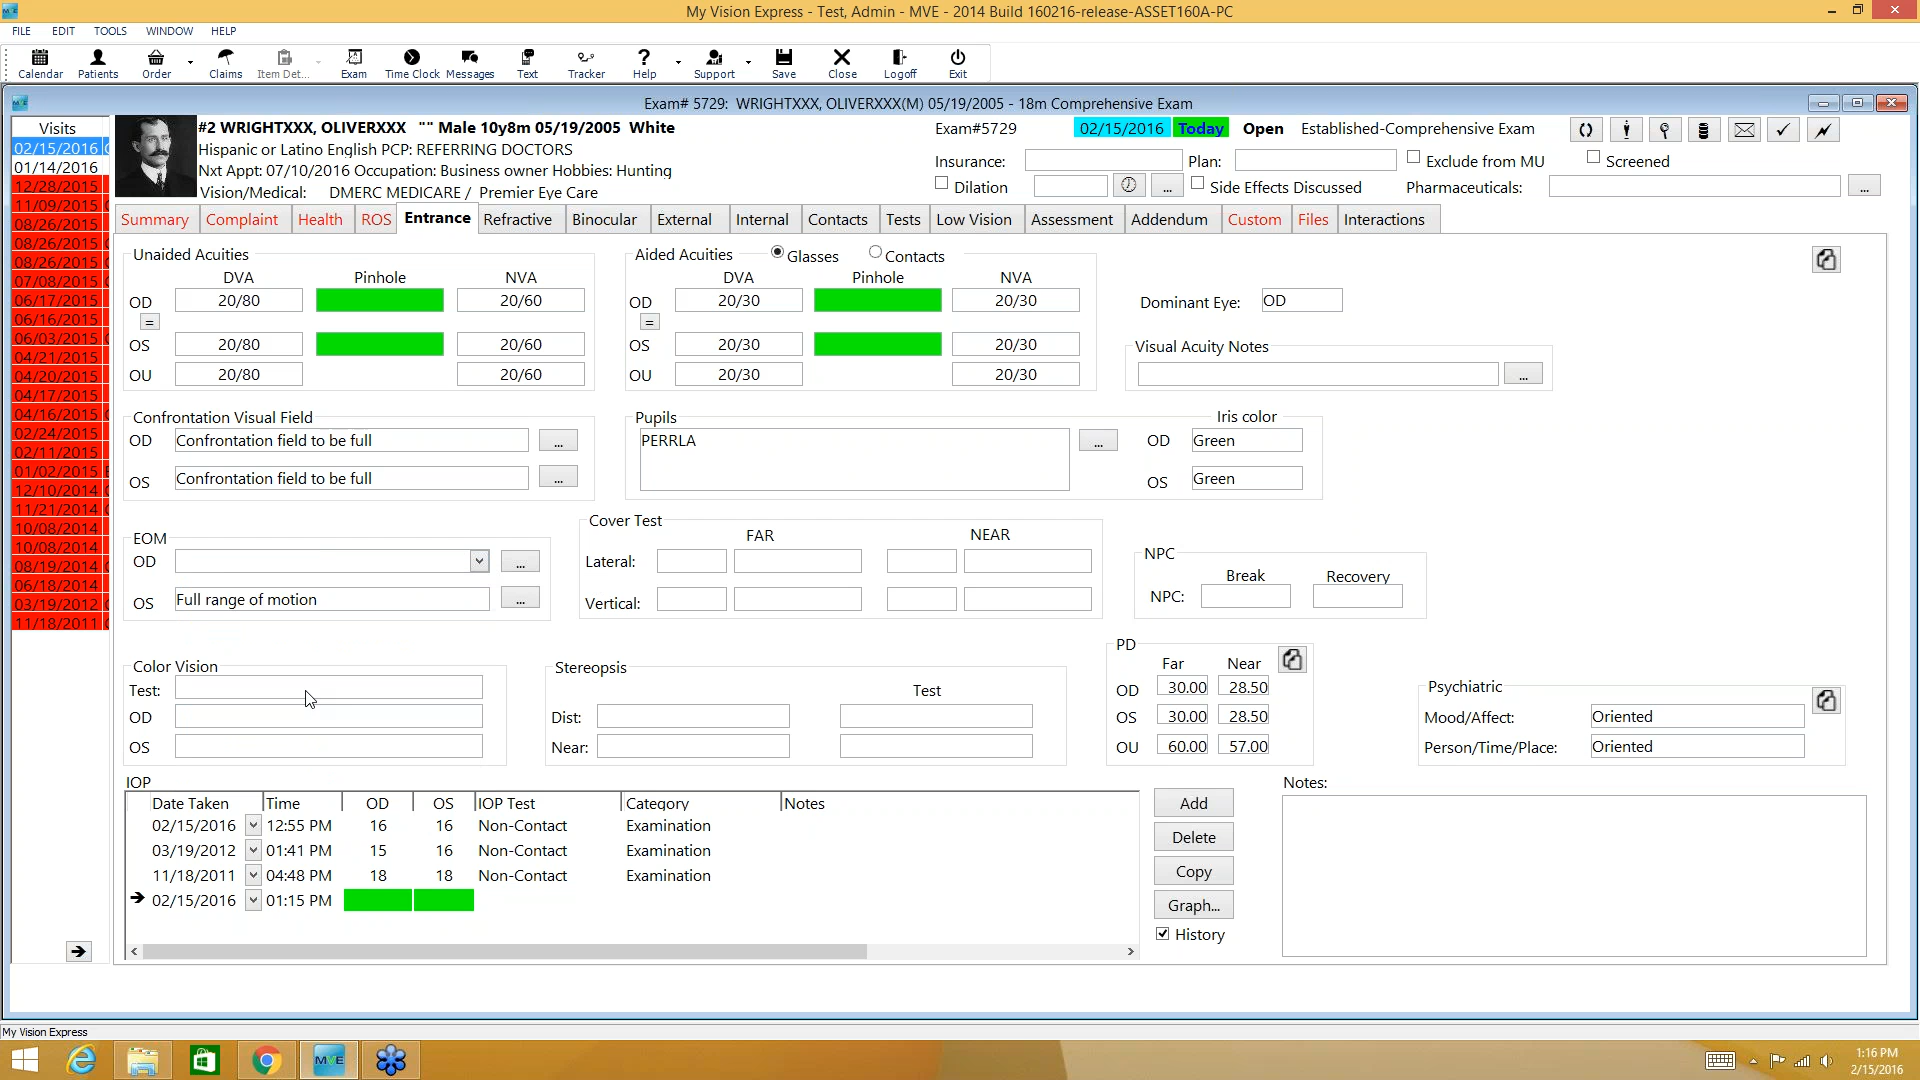 My Vision Express - Test, Admin - MVE - 2014 Build 160216-release-ASSET160A-PC
FILE EDIT TOOLS WINDOW HELP
Calendar Patients Order Claims Item Det... Exam Time Clock Messages Text Tracker Help Support Save Close Logoff Exit
Exam# 5729: WRIGHTXXX, OLIVERXXX(M) 05/19/2005 - 18m Comprehensive Exam
Visits
02/15/2016
01/14/2016
12/28/2015
11/09/2015
08/26/2015
08/26/2015
08/26/2015
07/08/2015
06/17/2015
06/16/2015
06/03/2015
04/21/2015
04/20/2015
04/17/2015
04/16/2015
02/24/2015
02/11/2015
01/02/2015
12/10/2014
11/21/2014
10/08/2014
10/08/2014
08/19/2014
06/18/2014
03/19/2012
11/18/2011
#2 WRIGHTXXX, OLIVERXXX "" Male 10y8m 05/19/2005 White
Hispanic or Latino English PCP: REFERRING DOCTORS
Nxt Appt: 07/10/2016 Occupation: Business owner Hobbies: Hunting
Vision/Medical: DMERC MEDICARE / Premier Eye Care
Exam#5729 02/15/2016 Today Open Established-Comprehensive Exam
Insurance: Plan: Exclude from MU Screened
Dilation ... Side Effects Discussed Pharmaceuticals: ...
Summary Complaint Health ROS Entrance Refractive Binocular External Internal Contacts Tests Low Vision Assessment Addendum Custom Files Interactions
Unaided Acuities
DVA Pinhole NVA
OD 20/80 20/60
=
OS 20/80 20/60
OU 20/80 20/60
Aided Acuities Glasses Contacts
DVA Pinhole NVA
OD 20/30 20/30
=
OS 20/30 20/30
OU 20/30 20/30
Dominant Eye: OD
Visual Acuity Notes
...
Confrontation Visual Field
OD Confrontation field to be full ...
OS Confrontation field to be full ...
Pupils
PERRLA ...
Iris color
OD Green
OS Green
EOM
OD ...
OS Full range of motion ...
Cover Test
FAR NEAR
Lateral:
Vertical:
NPC
Break Recovery
NPC:
Color Vision
Test:
OD
OS
Stereopsis
Test
Dist:
Near:
PD
Far Near
OD 30.00 28.50
OS 30.00 28.50
OU 60.00 57.00
Psychiatric
Mood/Affect: Oriented
Person/Time/Place: Oriented
IOP
Date Taken Time OD OS IOP Test Category Notes
02/15/2016 12:55 PM 16 16 Non-Contact Examination
03/19/2012 01:41 PM 15 16 Non-Contact Examination
11/18/2011 04:48 PM 18 18 Non-Contact Examination
02/15/2016 01:15 PM
Add
Delete
Copy
Graph...
History
Notes:
My Vision Express
MVE
1:16 PM
2/15/2016